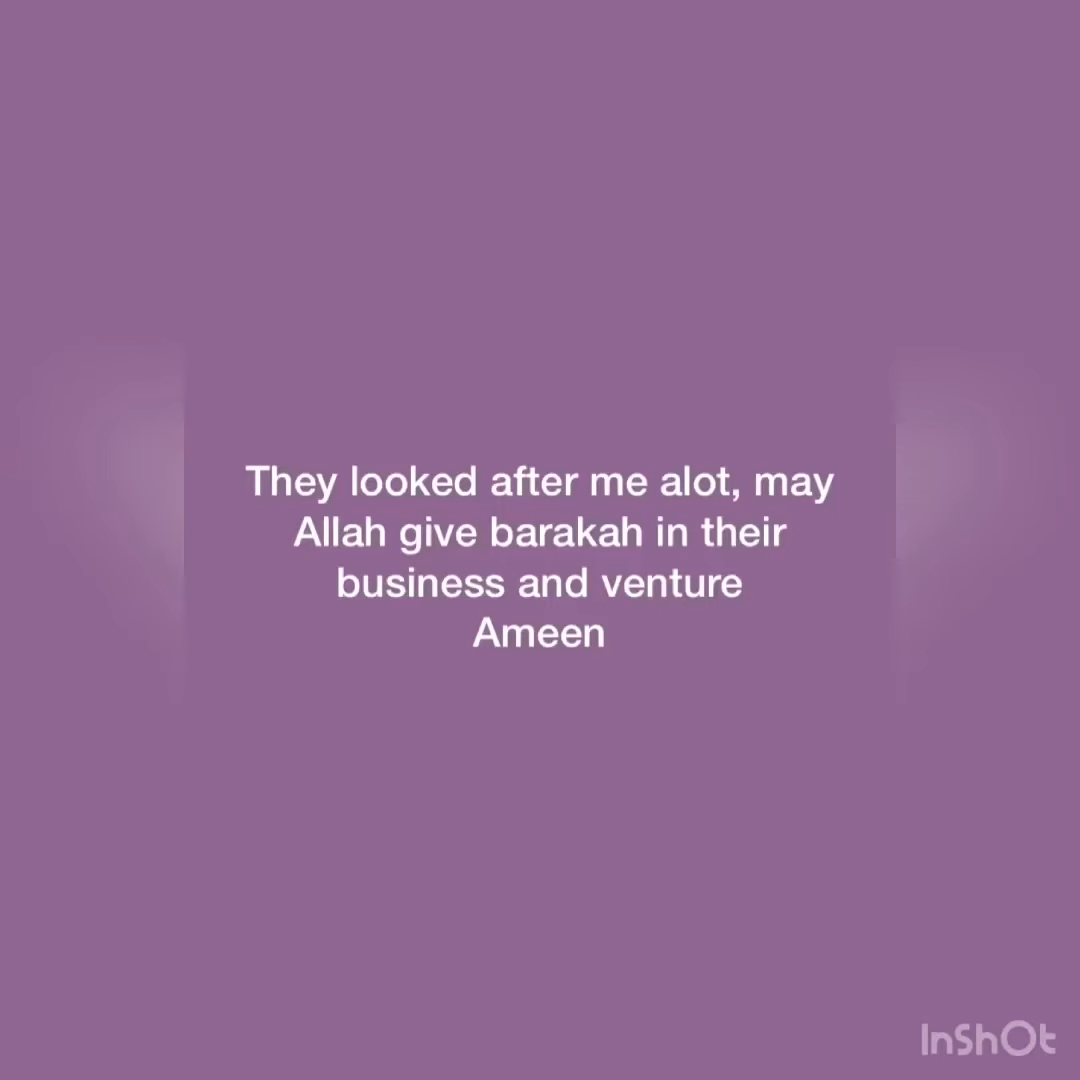 They looked after me alot, may
Allah give barakah in their
business and venture
Ameen
InShOt